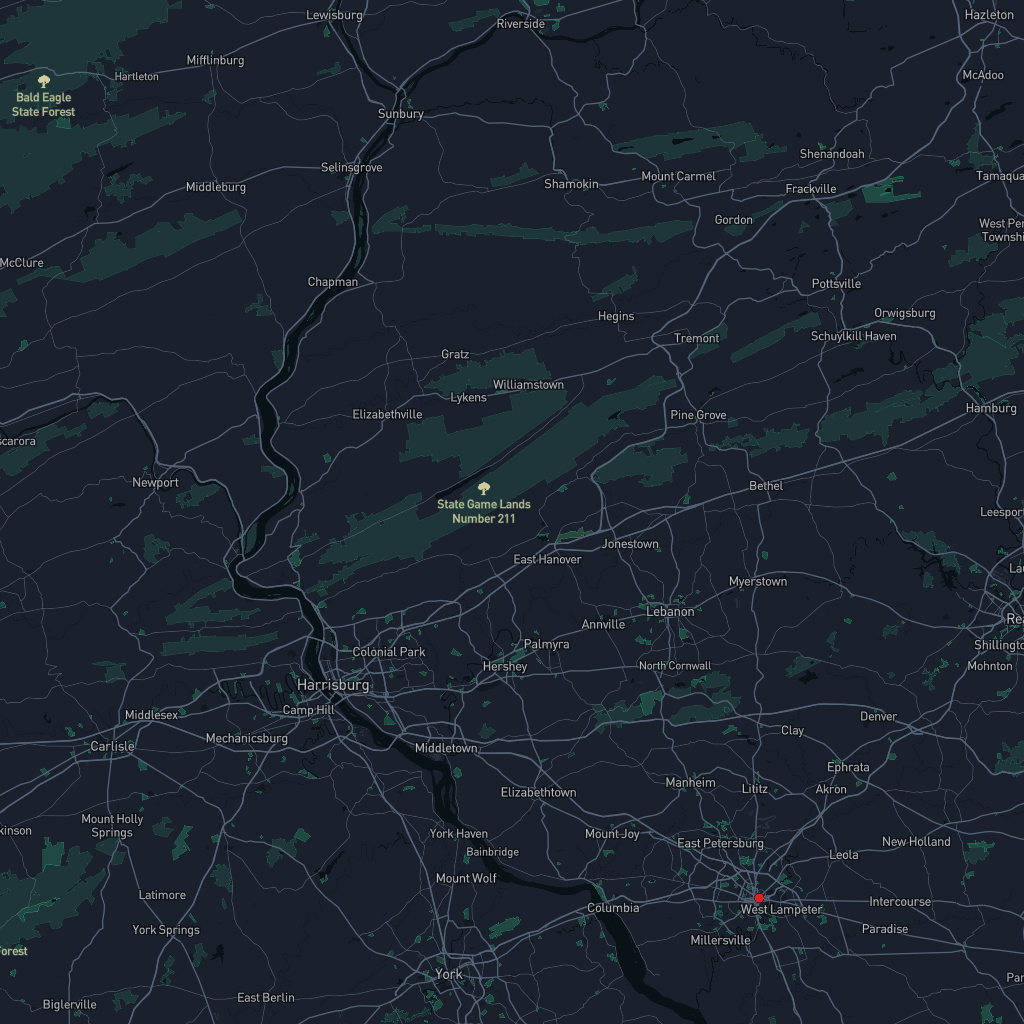 Lewisburg
Riverside
Hazleton
Mifflinburg
Hartleton
McAdoo
Bald Eagle
State Forest
Sunbury
Shenandoah
Selinsgrove
Mount Carmel
Tamaqua
Middleburg
Shamokin
Frackville
Gordon
West Pen
Township
McClure
Chapman
Pottsville
Hegins
Orwigsburg
Tremont
Schuylkill Haven
Gratz
Williamstown
Lykens
Elizabethville
Pine Grove
Hamburg
scarora
Newport
Bethel
State Game Lands
Number 211
Leesport
Jonestown
East Hanover
Myerstown
Lebanon
Annville
Palmyra
Colonial Park
Hershey
North Cornwall
Shillington
Mohnton
Harrisburg
Camp Hill
Middlesex
Denver
Clay
Mechanicsburg
Carlisle
Middletown
Ephrata
Manheim
Lititz
Akron
Elizabethtown
Mount Holly
Springs
kinson
York Haven
Mount Joy
East Petersburg
New Holland
Bainbridge
Leola
Mount Wolf
Latimore
Columbia
West Lampeter
Intercourse
York Springs
Paradise
Millersville
Forest
York
East Berlin
Biglerville